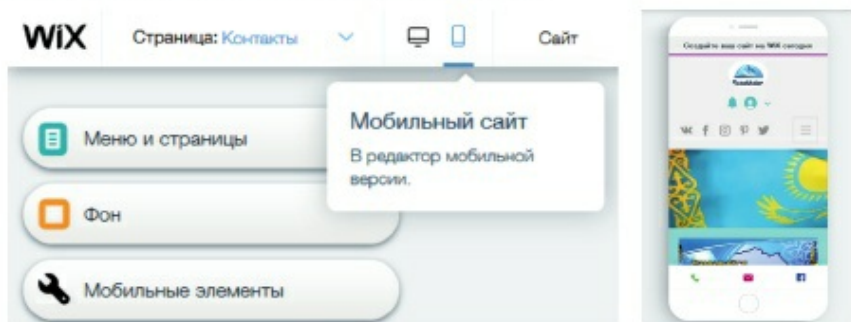 WiX
Страница: Контакты
Сайт
Мобильный сайт
В редактор мобильной
версии.
Меню и страницы
Фон
Мобильные элементы
Создайте ваш сайт на WIX сегодня